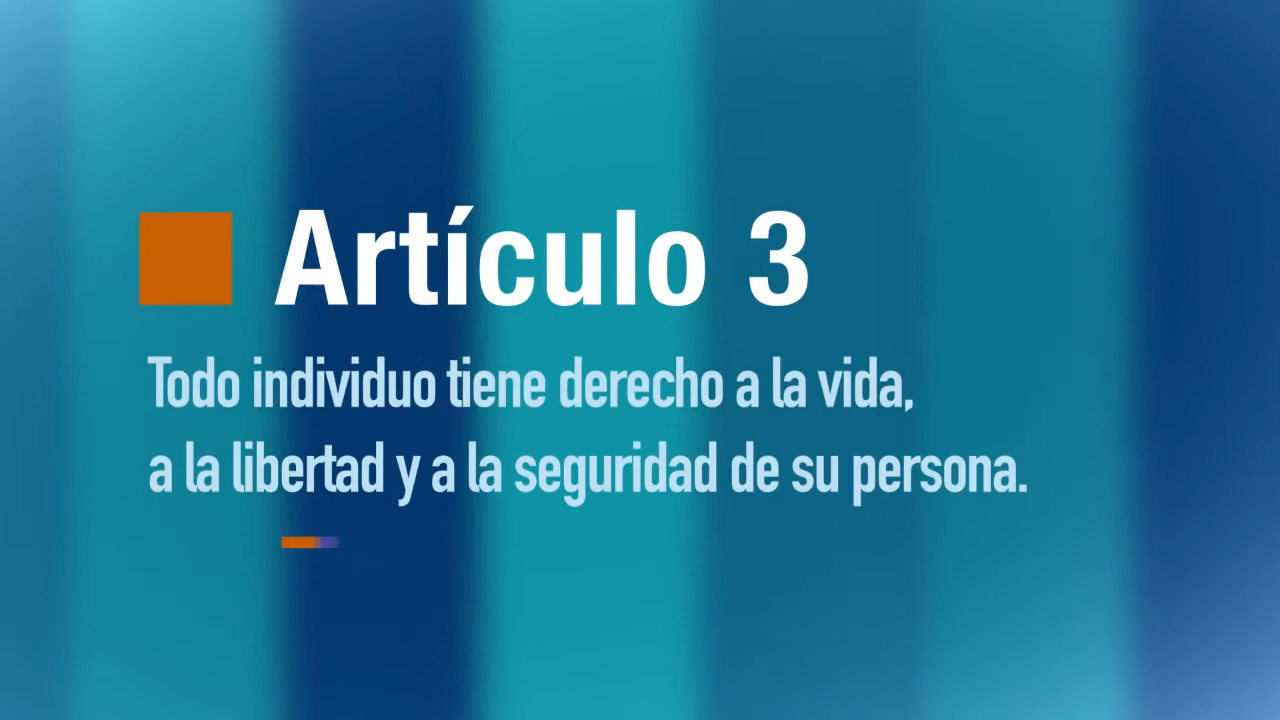 Artículo 3
Todo individuo tiene derecho a la vida,
a la libertad y a la seguridad de su persona.